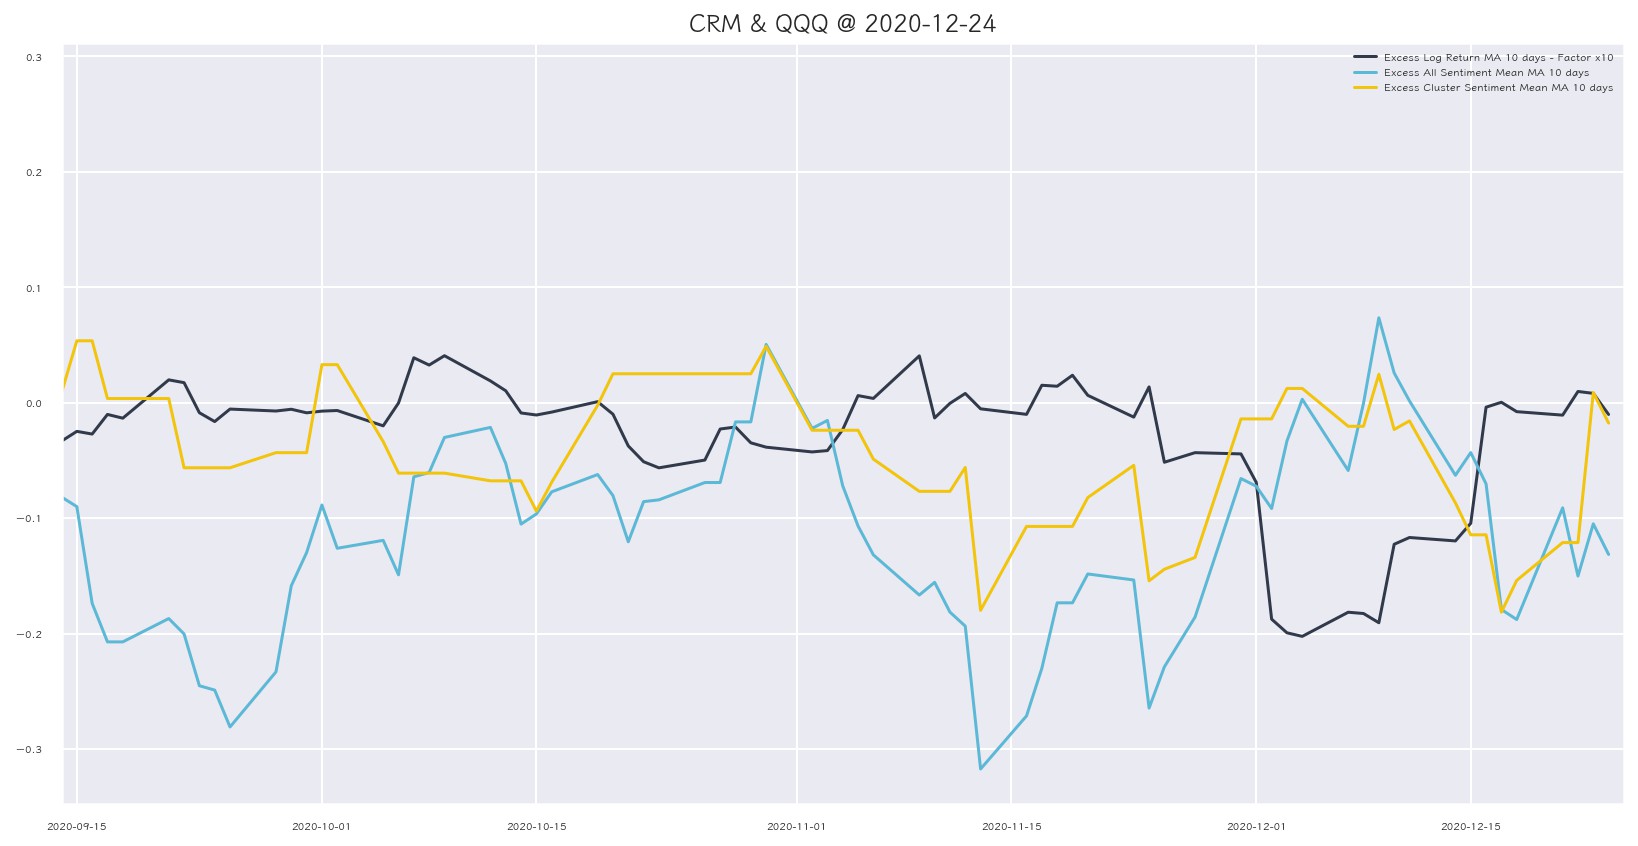 CRM & QQQ @ 2020-12-24
Excess Log Return MA 10 days - Factor x10
Excess All Sentiment Mean MA 10 days
Excess Cluster Sentiment Mean MA 10 days
0.3
0.2
0.1
0.0
−0.1
−0.2
−0.3
2020-09-15 2020-10-01 2020-10-15 2020-11-01 2020-11-15 2020-12-01 2020-12-15